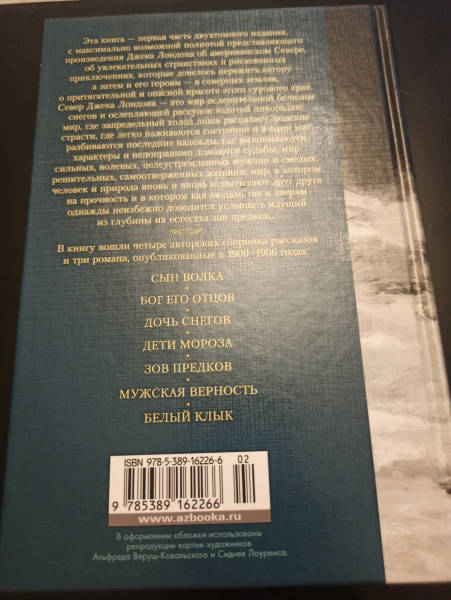 Эта книга — первая часть двухтомного издания,
с максимально возможной полнотой представляющего
произведения Джека Лондона об американском Севере,
об увлекательных странствиях и рискованных
приключениях, которые довелось пережить автору —
а затем и его героям — в северных землях,
о притягательной и опасной красоте этого сурового края.
Север Джека Лондона — это мир ослепительной белизны
снегов и ослепляющей рассудок золотой лихорадки;
мир, где запредельный холод лишь распаляет людские
страсти, где легко наживаются состояния и в один миг
разбиваются последние надежды, где
характеры и непоправимо ломаются судьбы; мир
сильных, волевых, целеустремленных мужчин и смелых,
решительных, самоотверженных женщин; мир, в котором
человек и природа вновь и вновь испытывают друг друга
на прочность и в котором как людям, так и зверям
однажды неизбежно доводится услышать идущий
из глубины их естества зов предков...
В книгу вошли четыре авторских сборника рассказов
и три романа, опубликованные в 1900–1906 годах.
СЫН ВОЛКА
БОГ ЕГО ОТЦОВ
ДОЧЬ СНЕГОВ
ДЕТИ МОРОЗА
ЗОВ ПРЕДКОВ
МУЖСКАЯ ВЕРНОСТЬ
БЕЛЫЙ КЛЫК
ISBN 978-5-389-16226-6 02
9 785389 162266
www.azbooka.ru
В оформлении обложки использованы
репродукции картин художников
Альфреда Веруш-Ковальского и Сиднея Лоуренса.